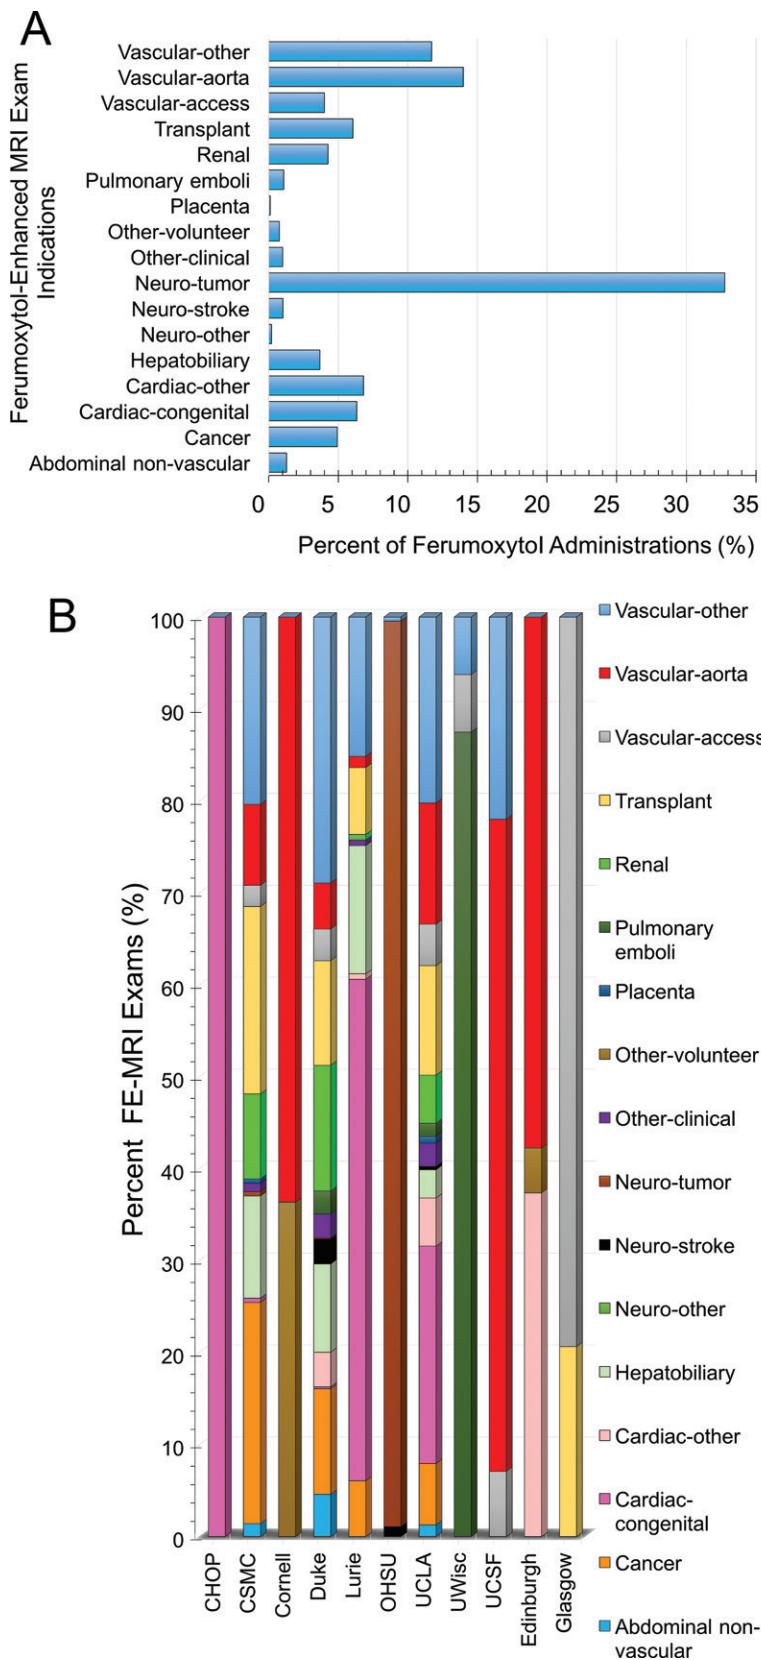 A
Ferumoxytol-Enhanced MRI Exam
Indications
Vascular-other
Vascular-aorta
Vascular-access
Transplant
Renal
Pulmonary emboli
Placenta
Other-volunteer
Other-clinical
Neuro-tumor
Neuro-stroke
Neuro-other
Hepatobiliary
Cardiac-other
Cardiac-congenital
Cancer
Abdominal non-vascular
0 5 10 15 20 25 30 35
Percent of Ferumoxytol Administrations (%)
B
Percent FE-MRI Exams (%)
100
90
80
70
60
50
40
30
20
10
0
CHOP
CSMC
Cornell
Duke
Lurie
OHSU
UCLA
UWisc
UCSF
Edinburgh
Glasgow
Vascular-other
Vascular-aorta
Vascular-access
Transplant
Renal
Pulmonary
emboli
Placenta
Other-volunteer
Other-clinical
Neuro-tumor
Neuro-stroke
Neuro-other
Hepatobiliary
Cardiac-other
Cardiac-
congenital
Cancer
Abdominal non-
vascular